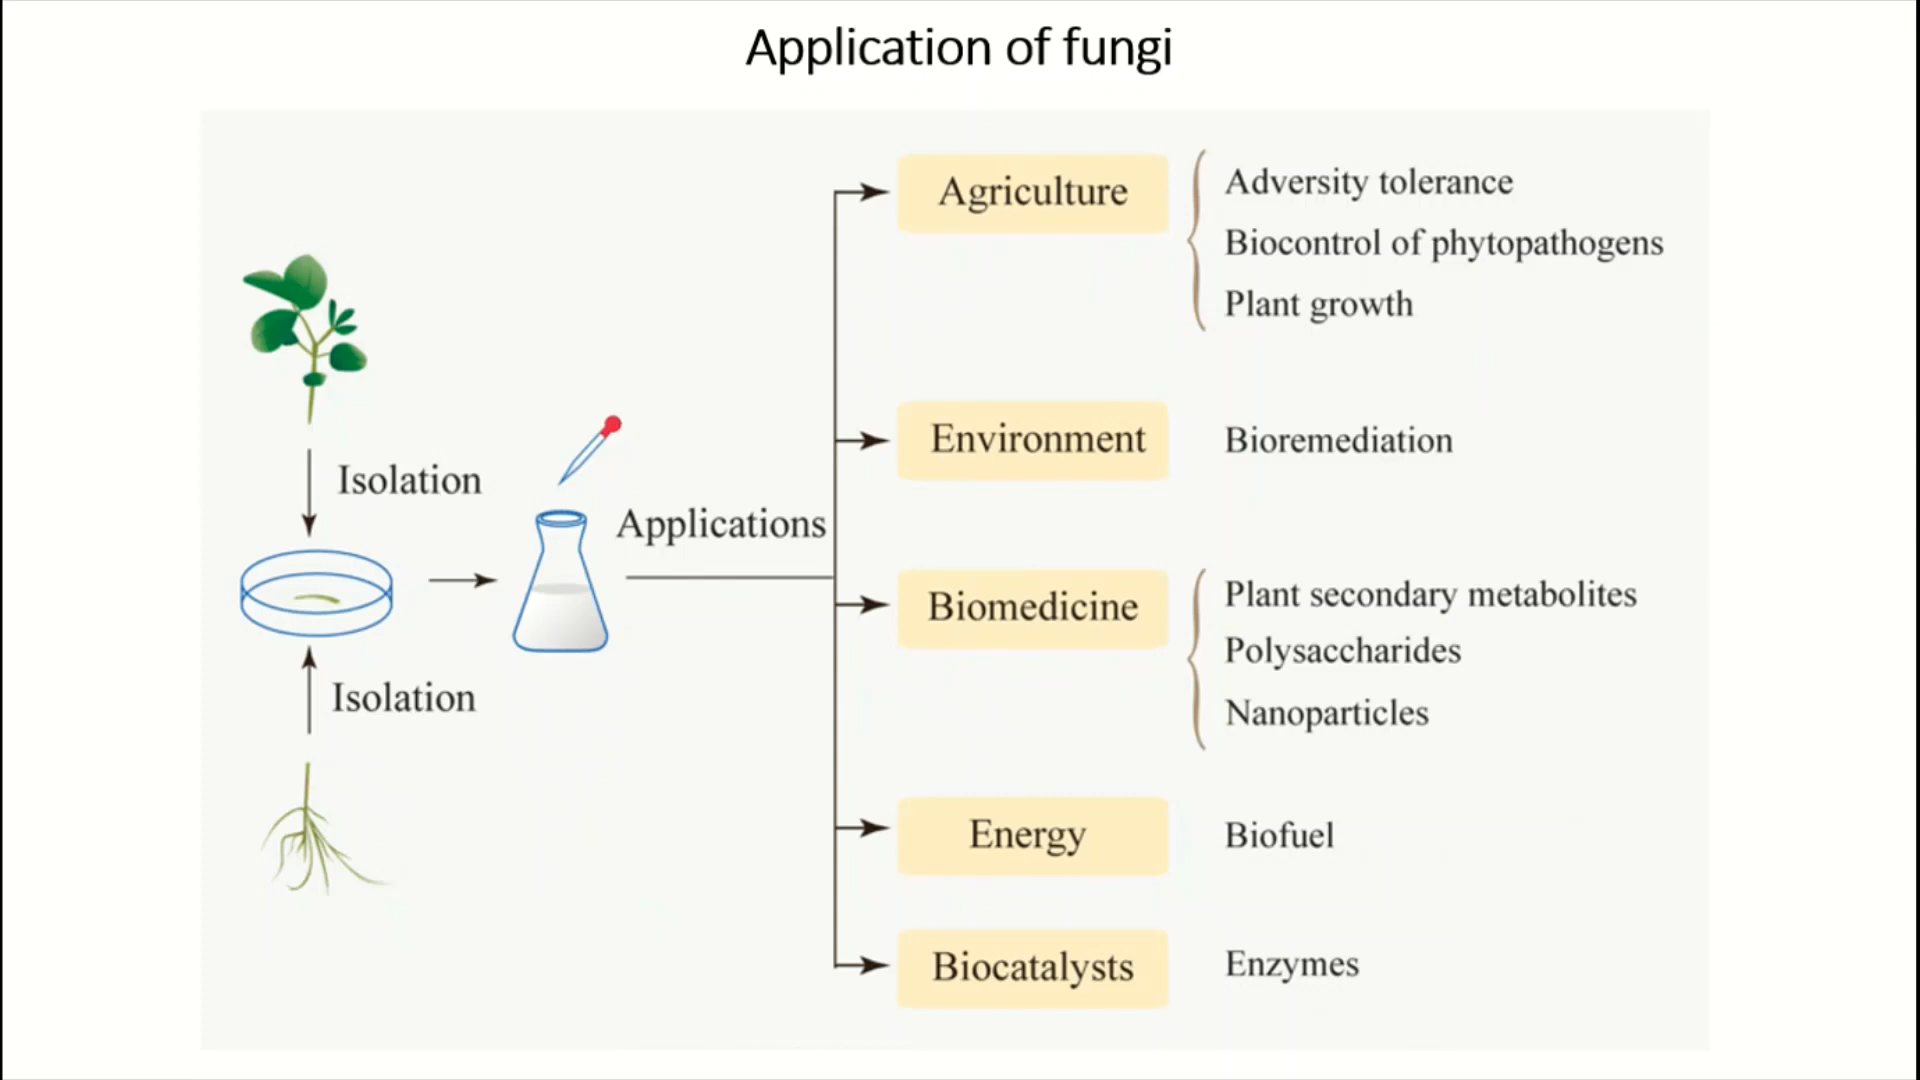 Application of fungi
Agriculture
Adversity tolerance
Biocontrol of phytopathogens
Plant growth
Environment
Bioremediation
Isolation
Applications
Biomedicine
Plant secondary metabolites
Polysaccharides
Nanoparticles
Isolation
Energy
Biofuel
Biocatalysts
Enzymes